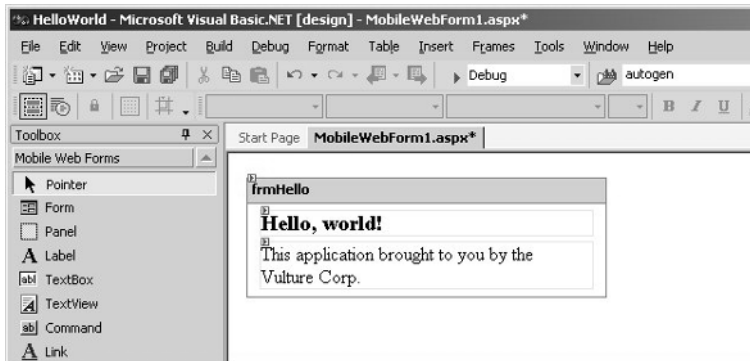 HelloWorld - Microsoft Visual Basic.NET [design] - MobileWebForm1.aspx*
File Edit View Project Build Debug Format Table Insert Frames Tools Window Help
Debug autogen
B I U
Toolbox
Start Page MobileWebForm1.aspx*
Mobile Web Forms
Pointer
Form
Panel
A Label
abl TextBox
A TextView
ab Command
A Link
frmHello
Hello, world!
This application brought to you by the
Vulture Corp.